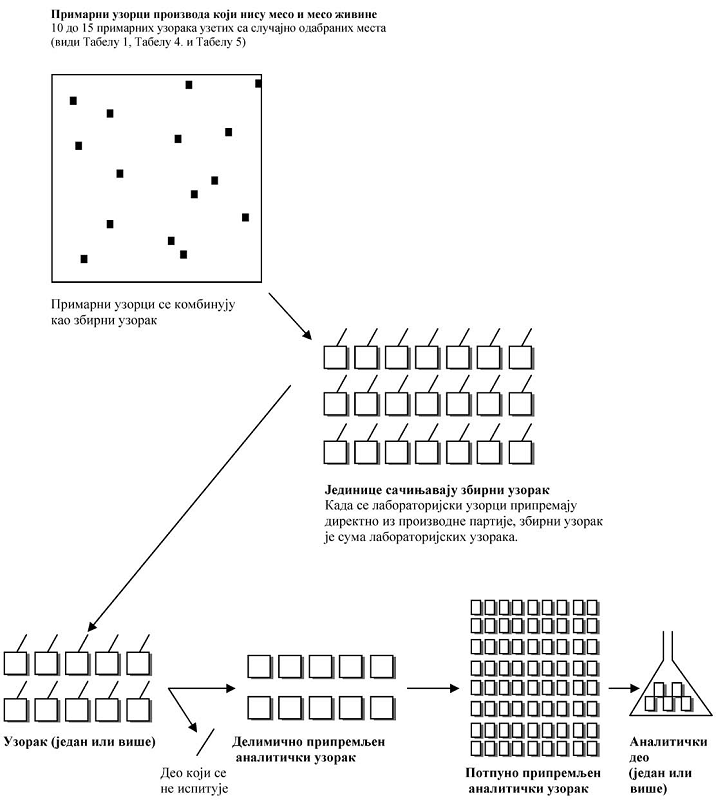 Примарни узорци производа који нису месо и месо живине
10 до 15 примарних узорака узетих са случајно одабраних места
(види Табелу 1, Табелу 4. и Табелу 5)
Примарни узорци се комбинују
као збирни узорак
Јединице сачињавају збирни узорак
Када се лабораторијски узорци припремају
директно из производне партије, збирни узорак
је сума лабораторијских узорака.
Узорак (један или више)
Део који се
не испитује
Делимично припремљен
аналитички узорак
Потпуно припремљен
аналитички узорак
Аналитички
део
(један или
више)